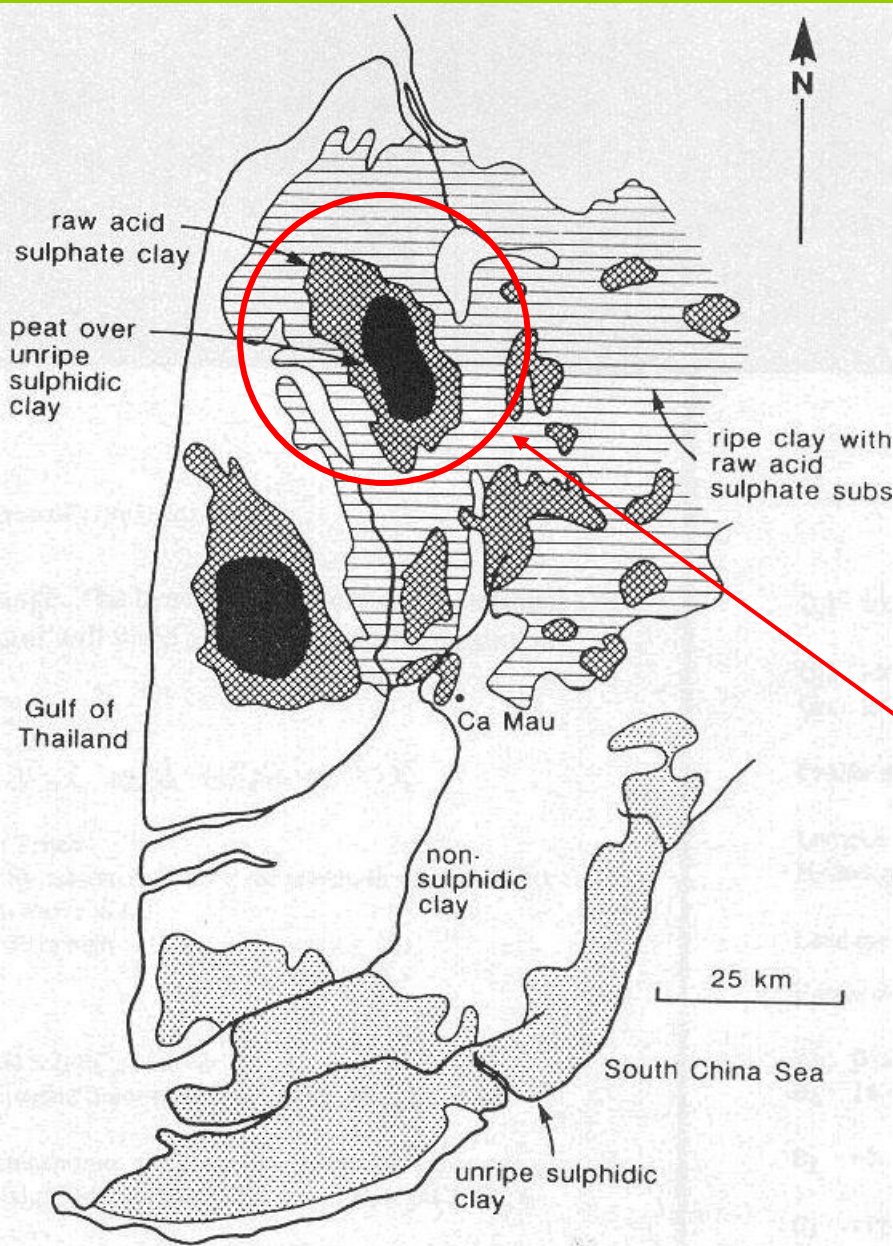 N
raw acid
sulphate clay
peat over
unripe
sulphidic
clay
ripe clay with
raw acid
sulphate subs
Gulf of
Thailand
Ca Mau
non-
sulphidic
clay
25 km
South China Sea
unripe sulphidic
clay